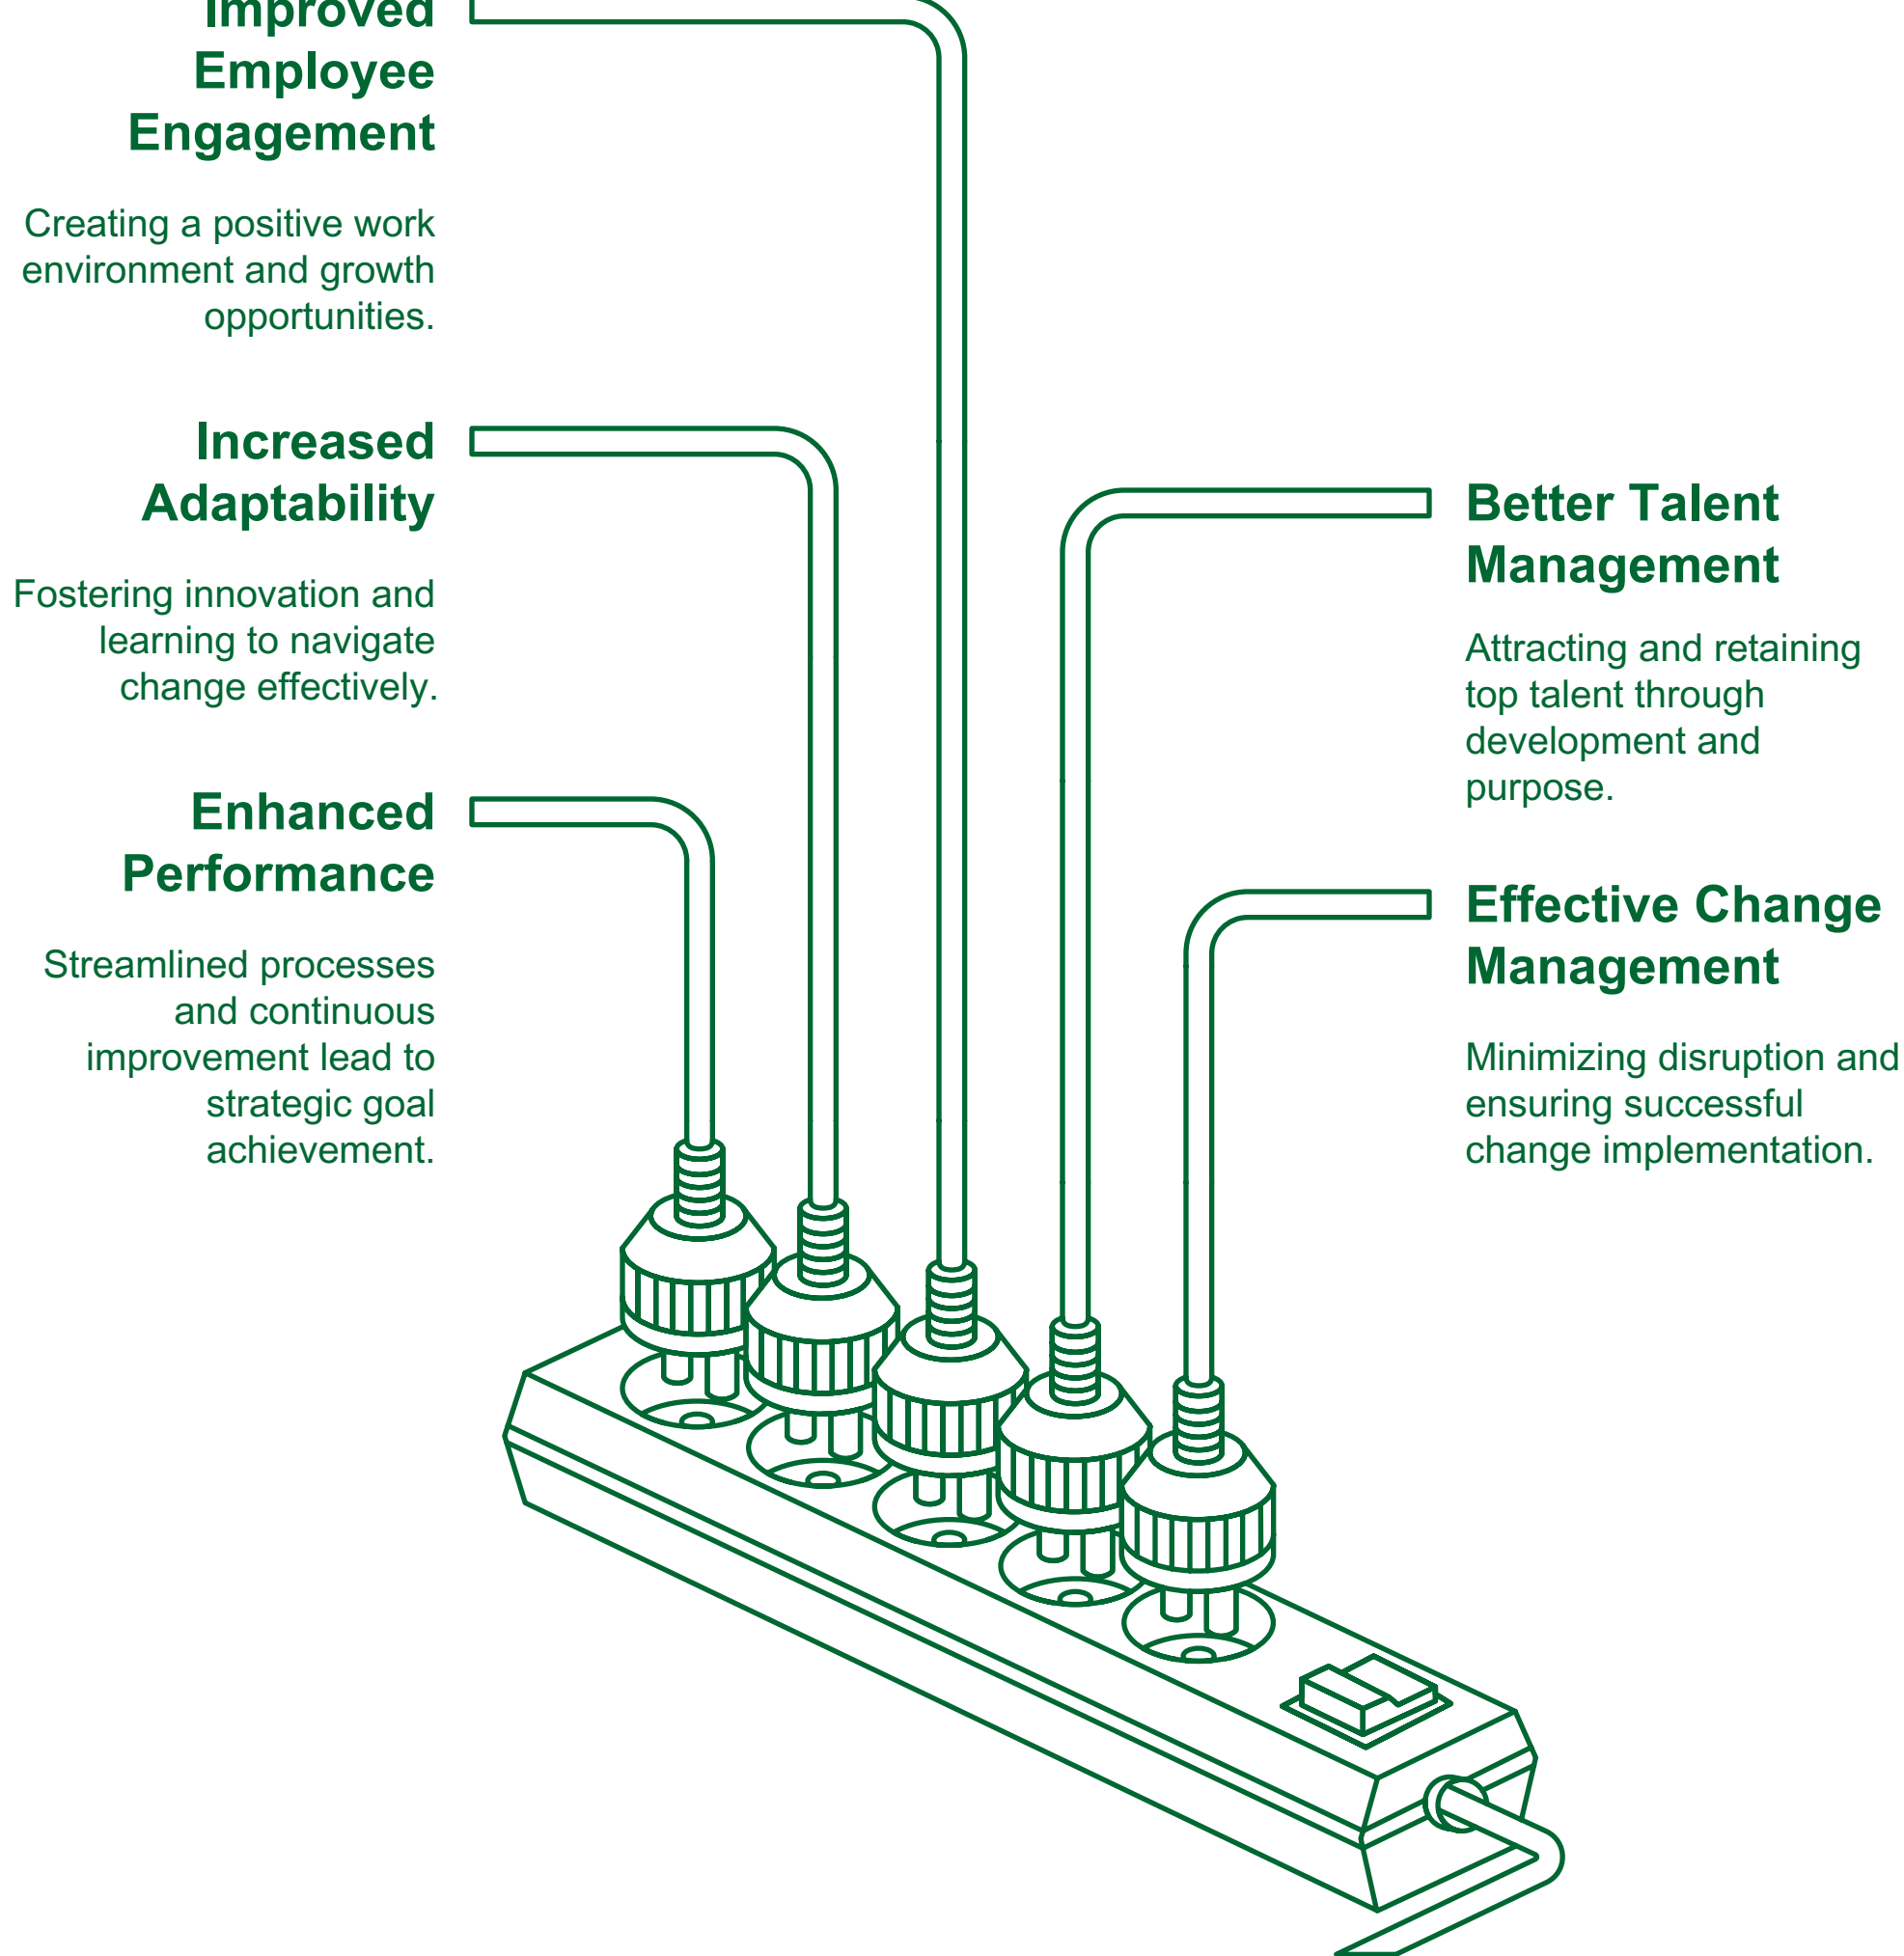 Improved
Employee
Engagement
Creating a positive work
environment and growth
opportunities.
Increased
Adaptability
Fostering innovation and
learning to navigate
change effectively.
Enhanced
Performance
Streamlined processes
and continuous
improvement lead to
strategic goal
achievement.
Better Talent
Management
Attracting and retaining
top talent through
development and
purpose.
Effective Change
Management
Minimizing disruption and
ensuring successful
change implementation.